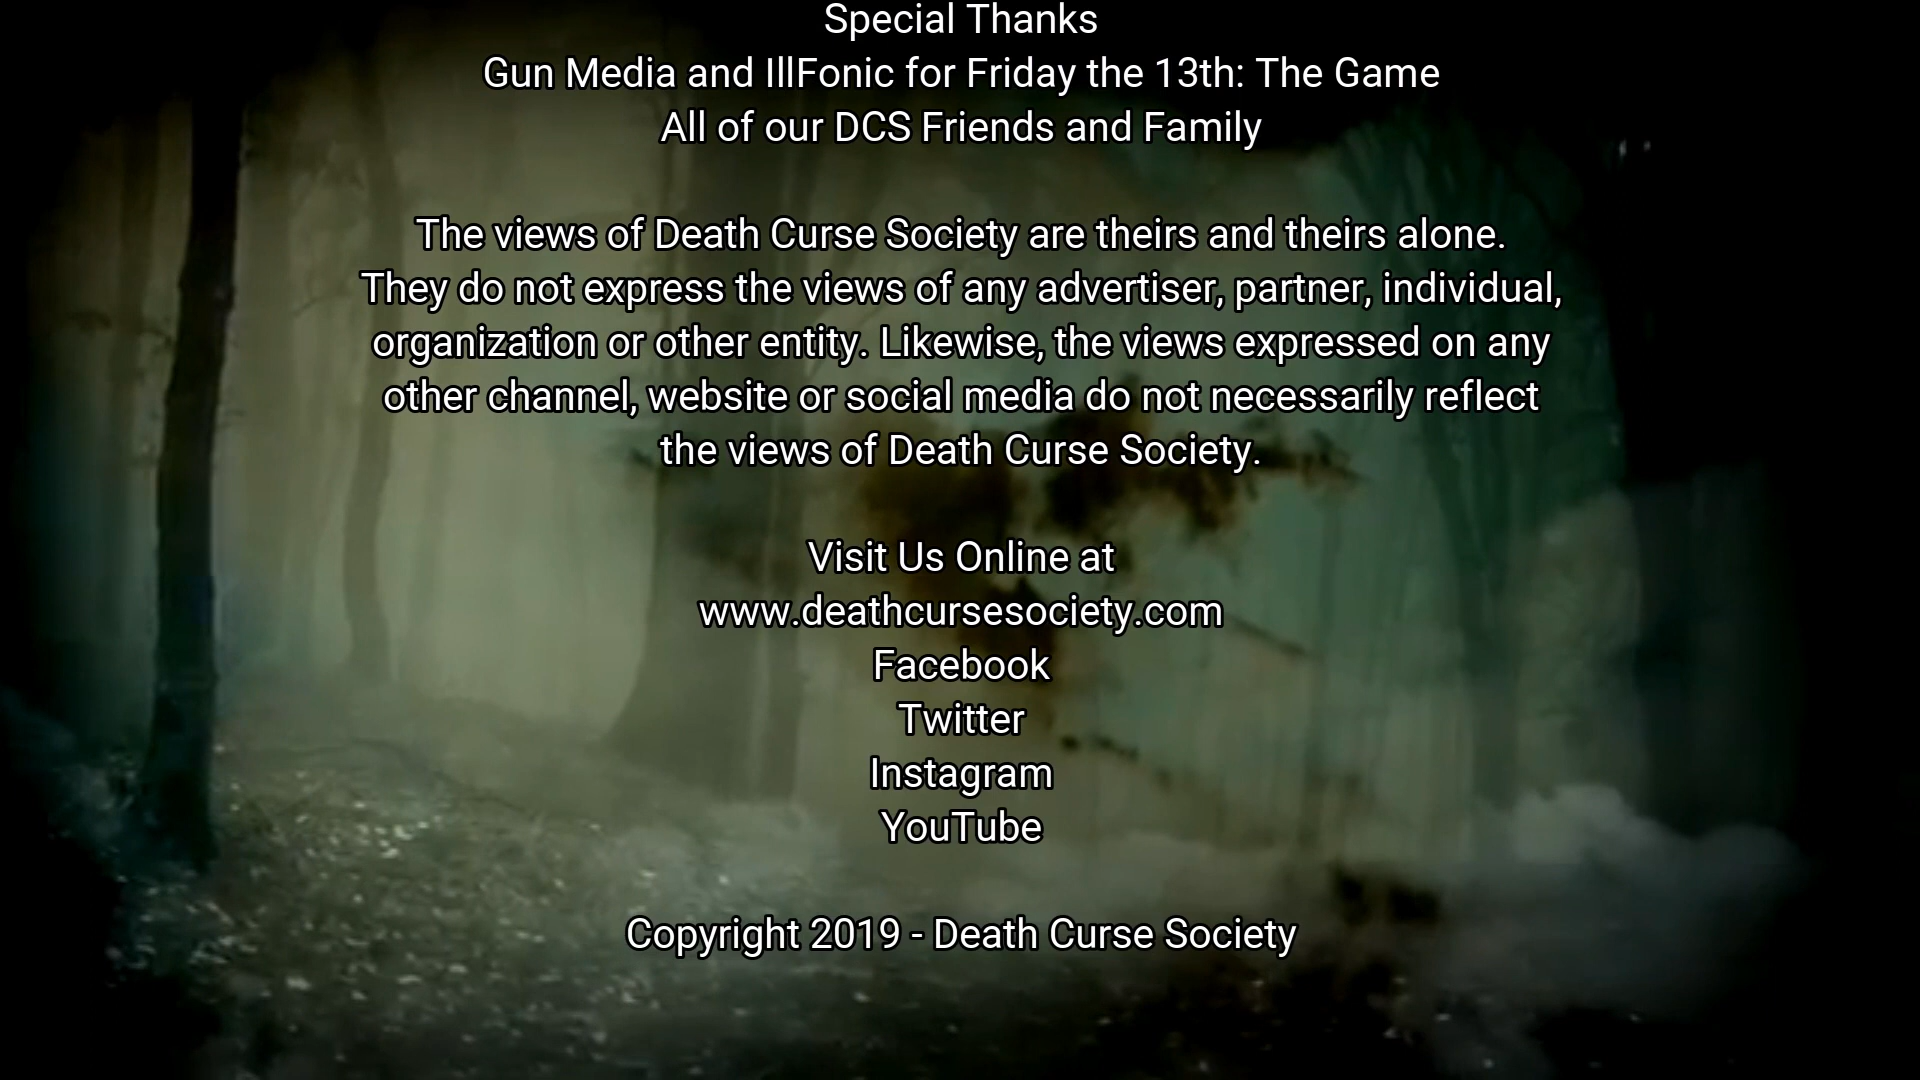 Special Thanks
Gun Media and IllFonic for Friday the 13th: The Game
All of our DCS Friends and Family
The views of Death Curse Society are theirs and theirs alone.
They do not express the views of any advertiser, partner, individual,
organization or other entity. Likewise, the views expressed on any
other channel, website or social media do not necessarily reflect
the views of Death Curse Society.
Visit Us Online at
www.deathcursesociety.com
Facebook
Twitter
Instagram
YouTube
Copyright 2019 - Death Curse Society